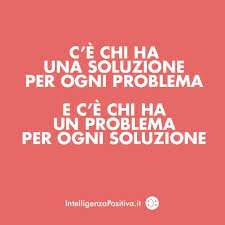 C'È CHI HA
UNA SOLUZIONE
PER OGNI PROBLEMA
E C'È CHI HA
UN PROBLEMA
PER OGNI SOLUZIONE
IntelligenzaPositiva.it